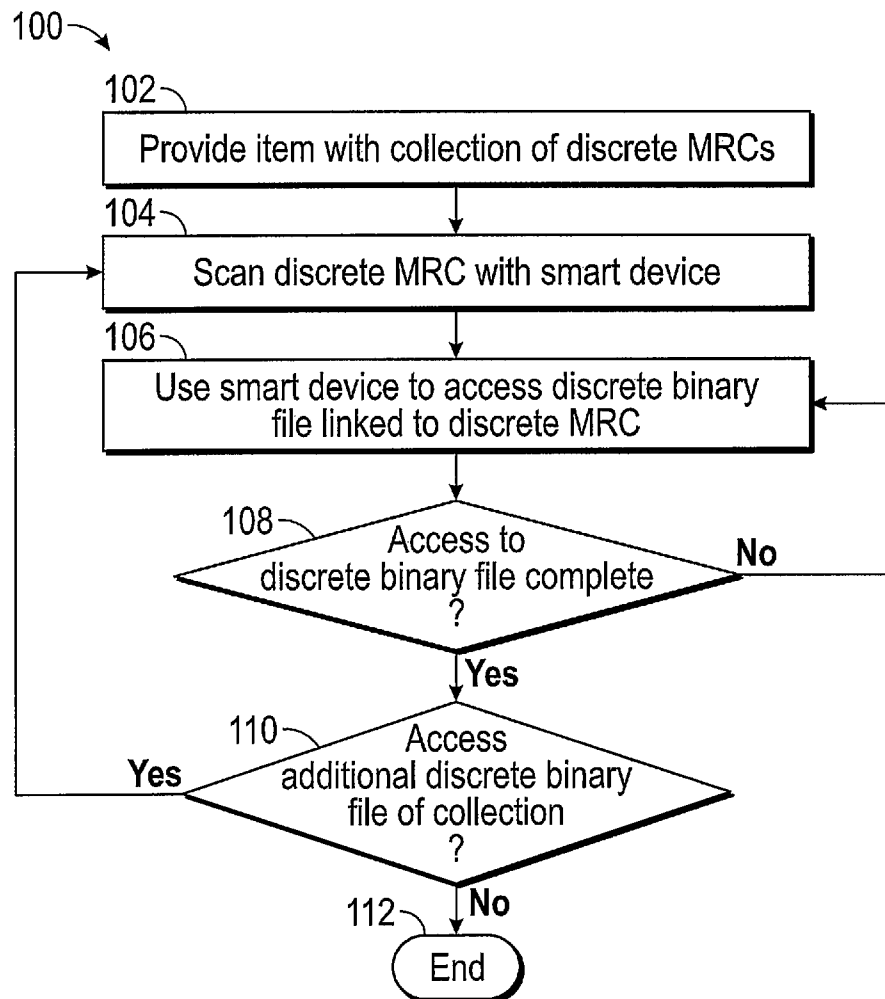 100
102
Provide item with collection of discrete MRCs
104
Scan discrete MRC with smart device
106
Use smart device to access discrete binary
file linked to discrete MRC
108
Access to
discrete binary file complete
?
No
Yes
110
Access
additional discrete binary
file of collection
?
Yes
No
112
End